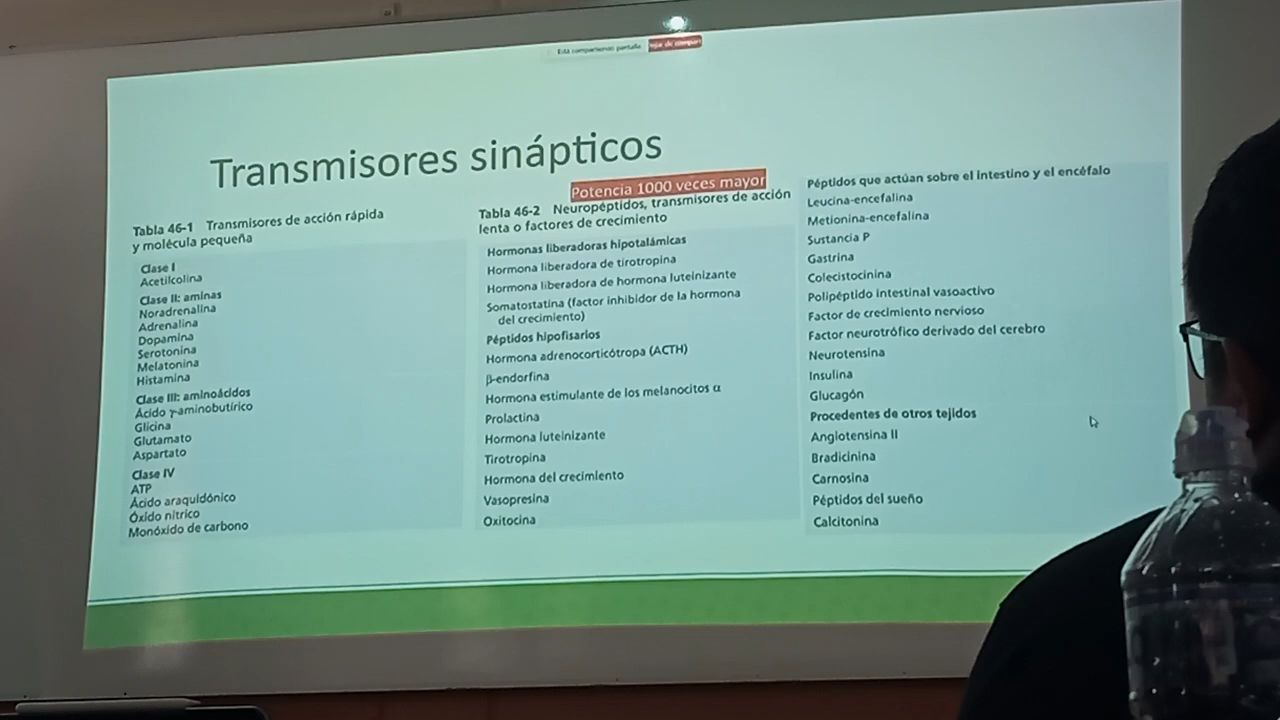 Está compartiendo pantalla
Transmisores sinápticos
Tabla 46-1 Transmisores de acción rápida
y molécula pequeña
Clase I
Acetilcolina
Clase II: aminas
Noradrenalina
Adrenalina
Dopamina
Serotonina
Melatonina
Histamina
Clase III: aminoácidos
Ácido γ-aminobutírico
Glicina
Glutamato
Aspartato
Clase IV
ATP
Ácido araquidónico
Óxido nítrico
Monóxido de carbono
Potencia 1000 veces mayor
Tabla 46-2 Neuropéptidos, transmisores de acción
lenta o factores de crecimiento
Hormonas liberadoras hipotalámicas
Hormona liberadora de tirotropina
Hormona liberadora de hormona luteinizante
Somatostatina (factor inhibidor de la hormona
del crecimiento)
Péptidos hipofisarios
Hormona adrenocorticótropa (ACTH)
β-endorfina
Hormona estimulante de los melanocitos α
Prolactina
Hormona luteinizante
Tirotropina
Hormona del crecimiento
Vasopresina
Oxitocina
Péptidos que actúan sobre el intestino y el encéfalo
Leucina-encefalina
Metionina-encefalina
Sustancia P
Gastrina
Colecistocinina
Polipéptido intestinal vasoactivo
Factor de crecimiento nervioso
Factor neurotrófico derivado del cerebro
Neurotensina
Insulina
Glucagón
Procedentes de otros tejidos
Angiotensina II
Bradicinina
Carnosina
Péptidos del sueño
Calcitonina